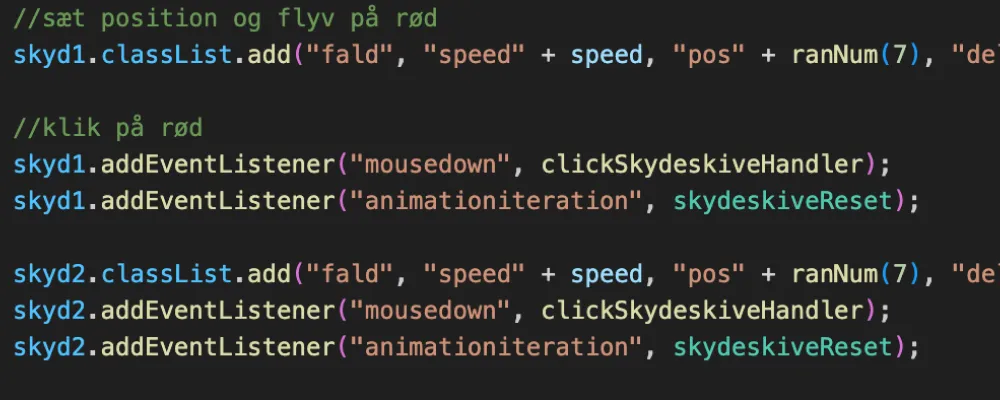 //sæt position og flyv på rød
skyd1.classList.add("fald", "speed" + speed, "pos" + ranNum(7), "de
//klik på rød
skyd1.addEventListener("mousedown", clickSkydeskiveHandler);
skyd1.addEventListener("animationiteration", skydeskiveReset);
skyd2.classList.add("fald", "speed" + speed, "pos" + ranNum(7), "de
skyd2.addEventListener("mousedown", clickSkydeskiveHandler);
skyd2.addEventListener("animationiteration", skydeskiveReset);